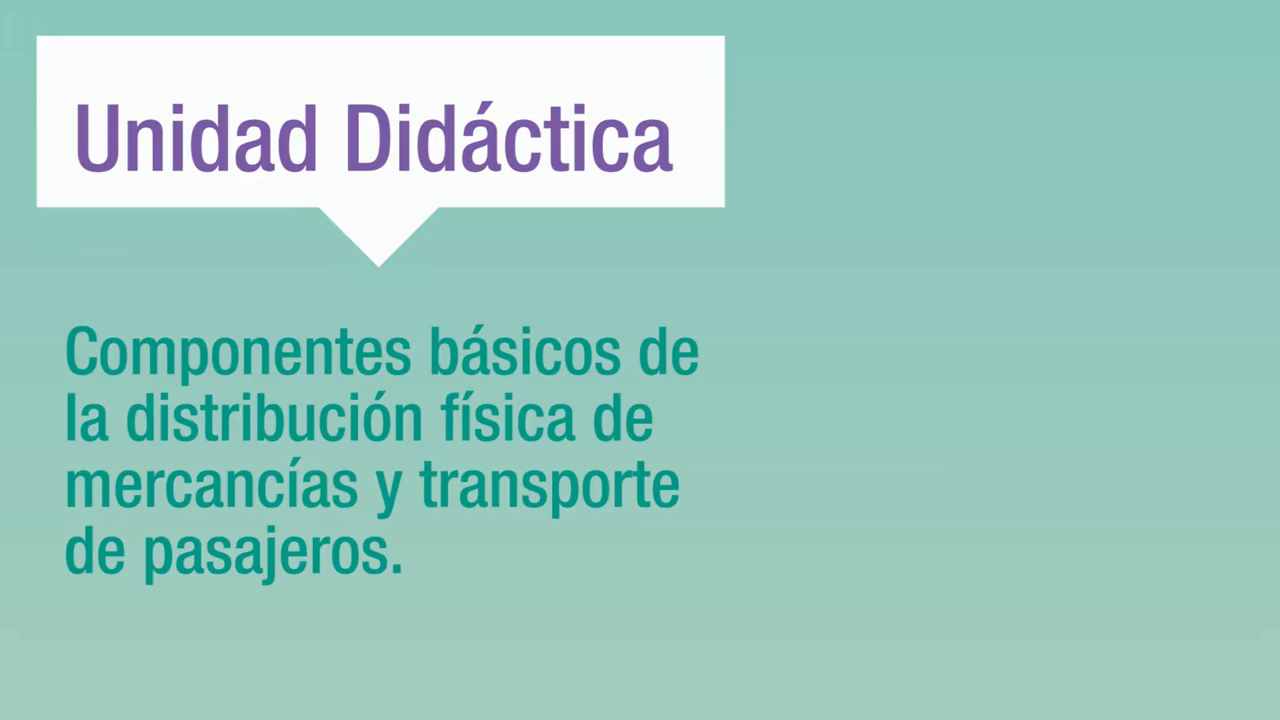 Unidad Didáctica
Componentes básicos de
la distribución física de
mercancías y transporte
de pasajeros.